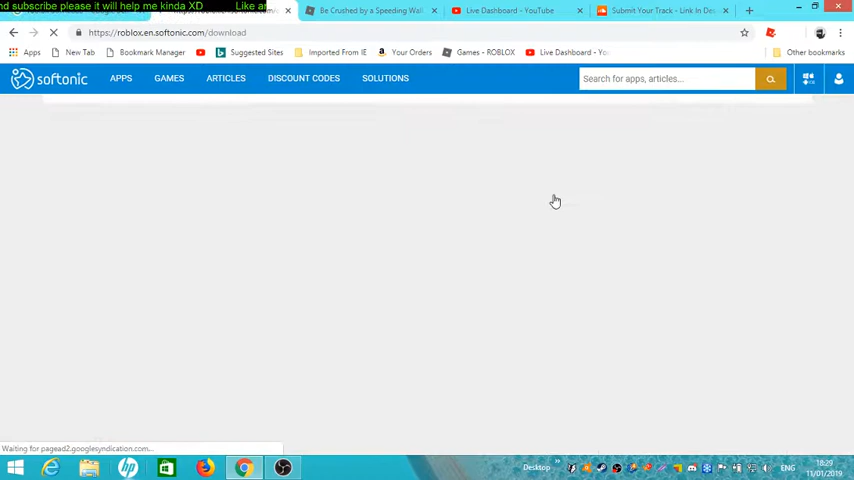 nd subscribe please it will help me kinda XD Like ar
Be Crushed by a Speeding Wal
Live Dashboard - YouTube
Submit Your Track - Link In Des
https://roblox.en.softonic.com/download
Apps
New Tab
Bookmark Manager
Suggested Sites
Imported From IE
Your Orders
Games - ROBLOX
Live Dashboard - Yo
Other bookmarks
softonic
APPS
GAMES
ARTICLES
DISCOUNT CODES
SOLUTIONS
Search for apps, articles...
Waiting for pagead2.googlesyndication.com...
Desktop
ENG
18:29
11/01/2019